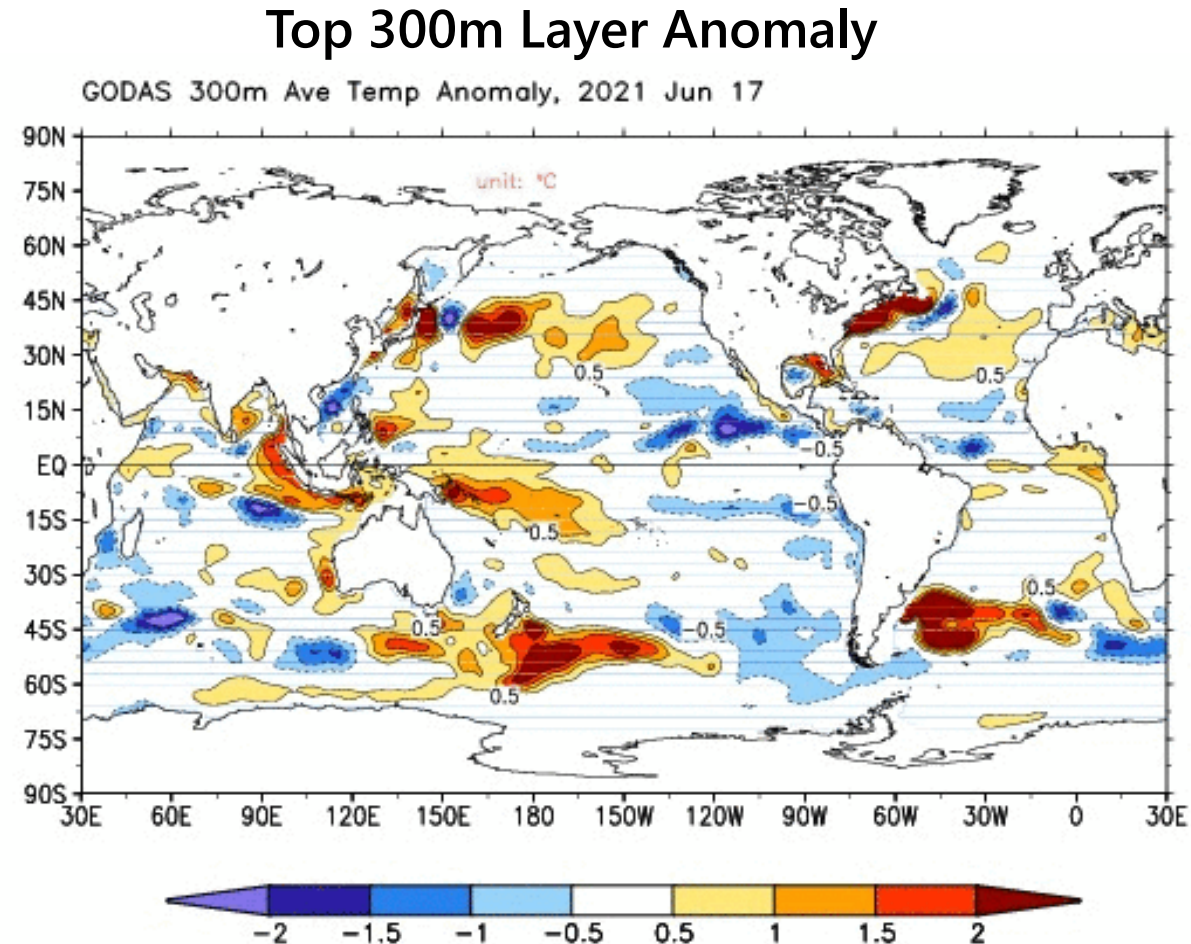 Top 300m Layer Anomaly
GODAS 300m Ave Temp Anomaly, 2021 Jun 17
90N
unit: °C
75N
60N
45N
30N
0.5
0.5
15N
-0.5
EQ
-0.5
15S
0.5
30S
0.5
45S
0.5
-0.5
60S
0.5
75S
90S
30E 60E 90E 120E 150E 180 150W 120W 90W 60W 30W 0 30E
-2 -1.5 -1 -0.5 0.5 1 1.5 2